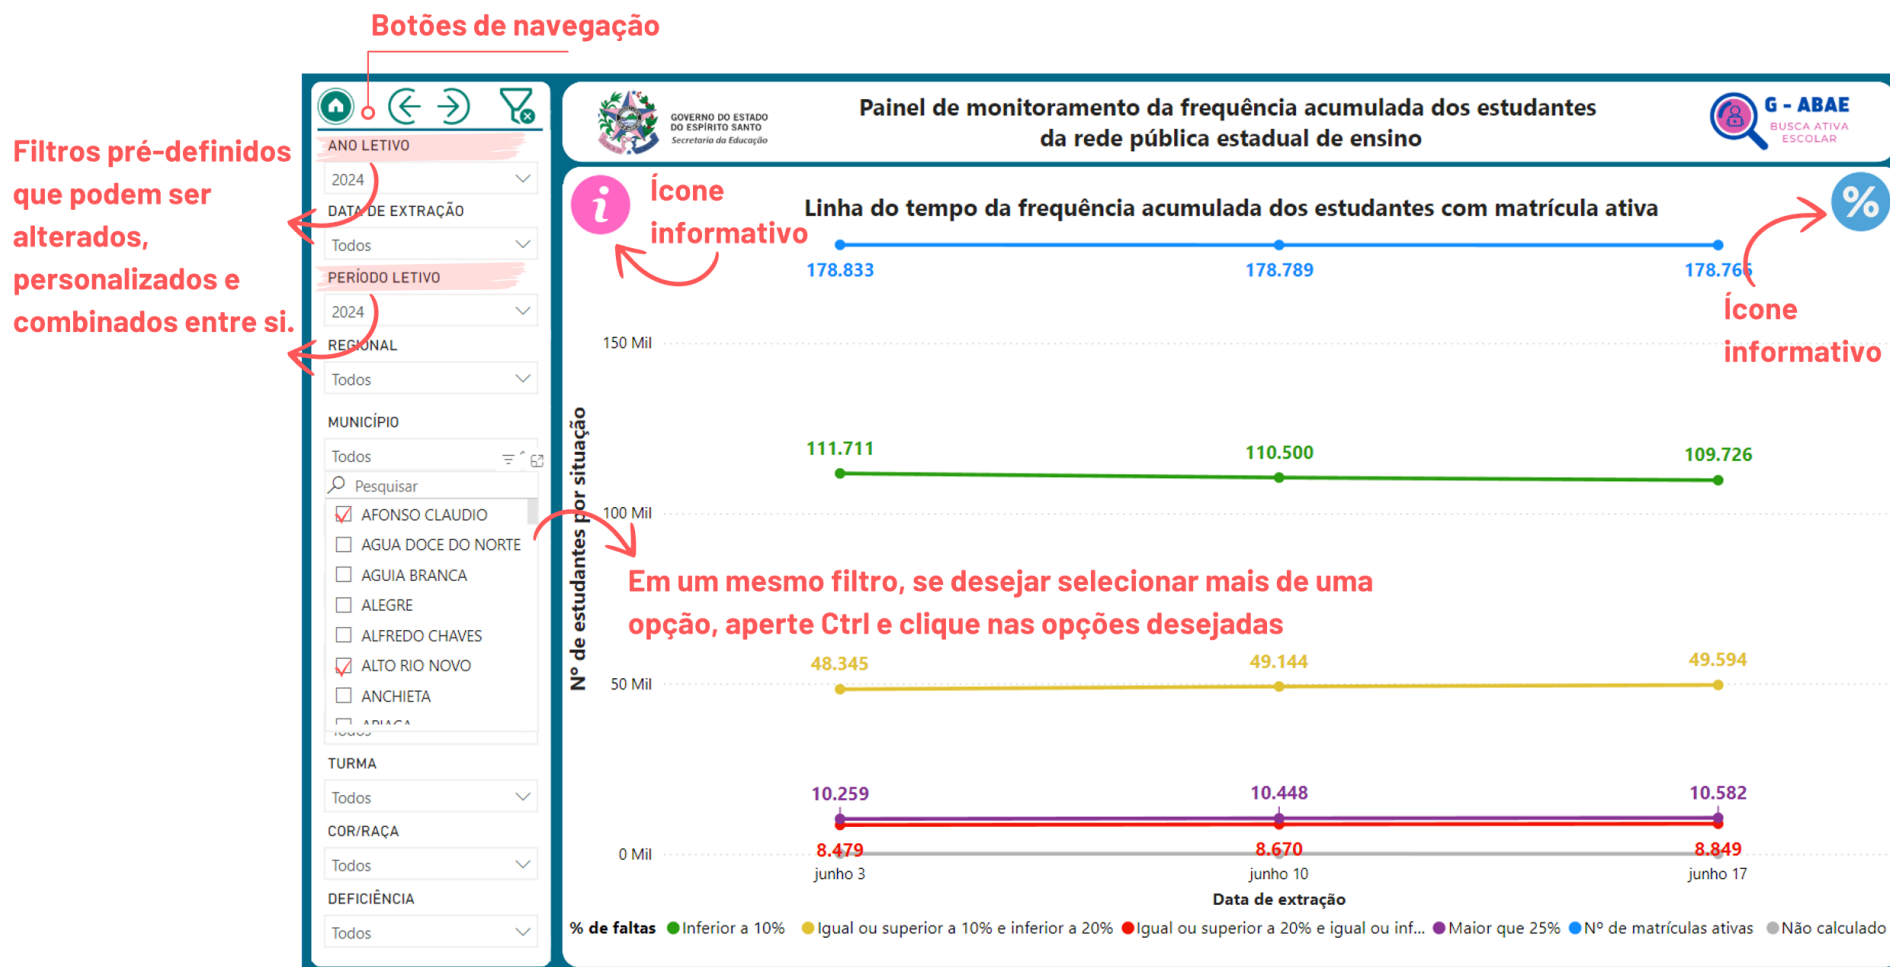 Botões de navegação
Filtros pré-definidos
que podem ser
alterados,
personalizados e
combinados entre si.
ANO LETIVO
2024
DATA DE EXTRAÇÃO
Todos
PERÍODO LETIVO
2024
REGIONAL
Todos
MUNICÍPIO
Todos
Pesquisar
AFONSO CLAUDIO
AGUA DOCE DO NORTE
AGUIA BRANCA
ALEGRE
ALFREDO CHAVES
ALTO RIO NOVO
ANCHIETA
Todos
TURMA
Todos
COR/RAÇA
Todos
DEFICIÊNCIA
Todos
GOVERNO DO ESTADO
DO ESPÍRITO SANTO
Secretaria da Educação
Painel de monitoramento da frequência acumulada dos estudantes
da rede pública estadual de ensino
G - ABAE
BUSCA ATIVA
ESCOLAR
i
Ícone
informativo
Linha do tempo da frequência acumulada dos estudantes com matrícula ativa
%
Ícone
informativo
Nº de estudantes por situação
178.833 178.789 178.766
150 Mil
111.711 110.500 109.726
100 Mil
Em um mesmo filtro, se desejar selecionar mais de uma
opção, aperte Ctrl e clique nas opções desejadas
48.345 49.144 49.594
50 Mil
10.259 10.448 10.582
8.479 8.670 8.849
0 Mil
junho 3 junho 10 junho 17
Data de extração
% de faltas Inferior a 10% Igual ou superior a 10% e inferior a 20% Igual ou superior a 20% e igual ou inf... Maior que 25% Nº de matrículas ativas Não calculado